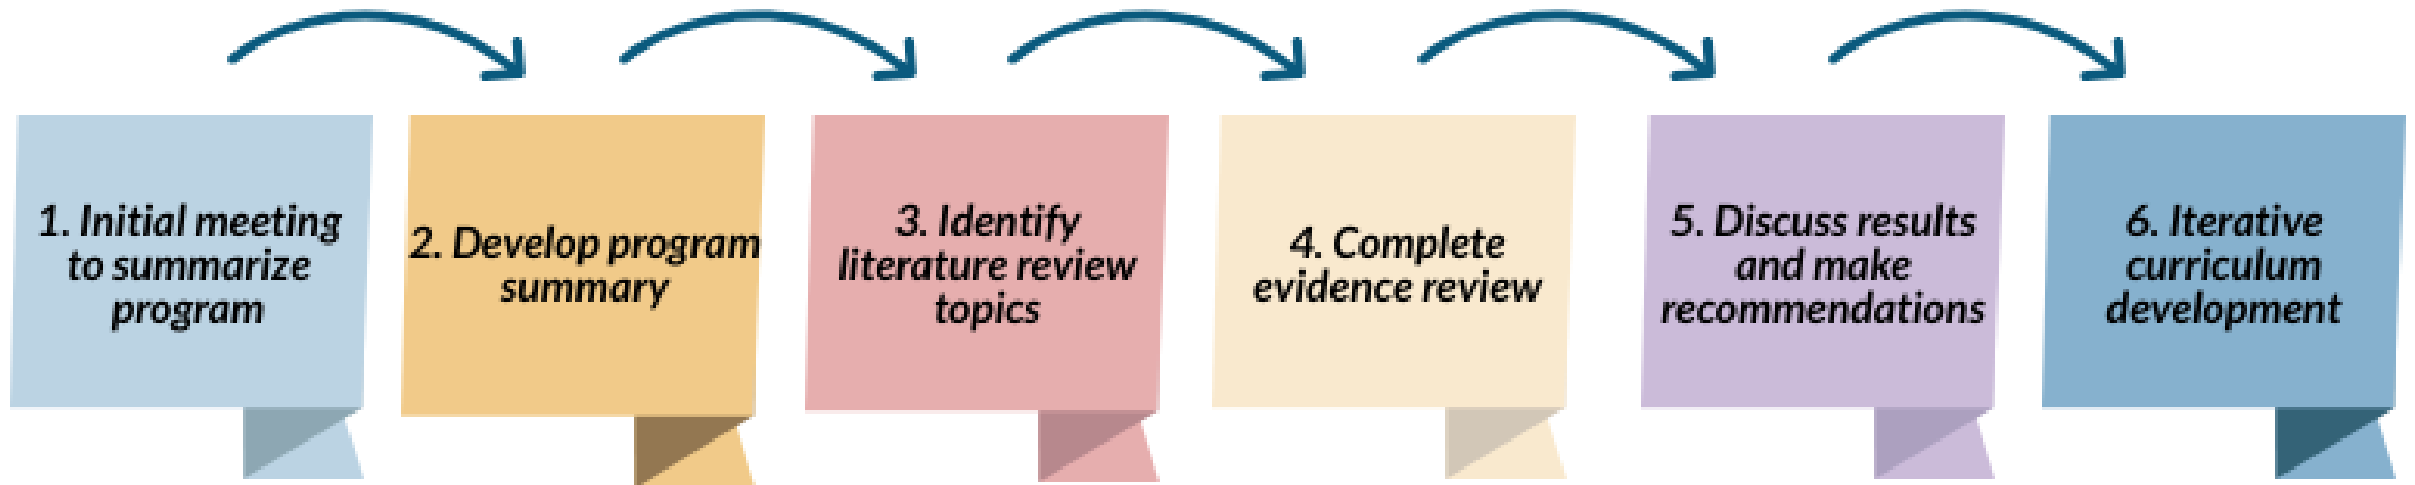 1. Initial meeting
to summarize
program
2. Develop program
summary
3. Identify
literature review
topics
4. Complete
evidence review
5. Discuss results
and make
recommendations
6. Iterative
curriculum
development